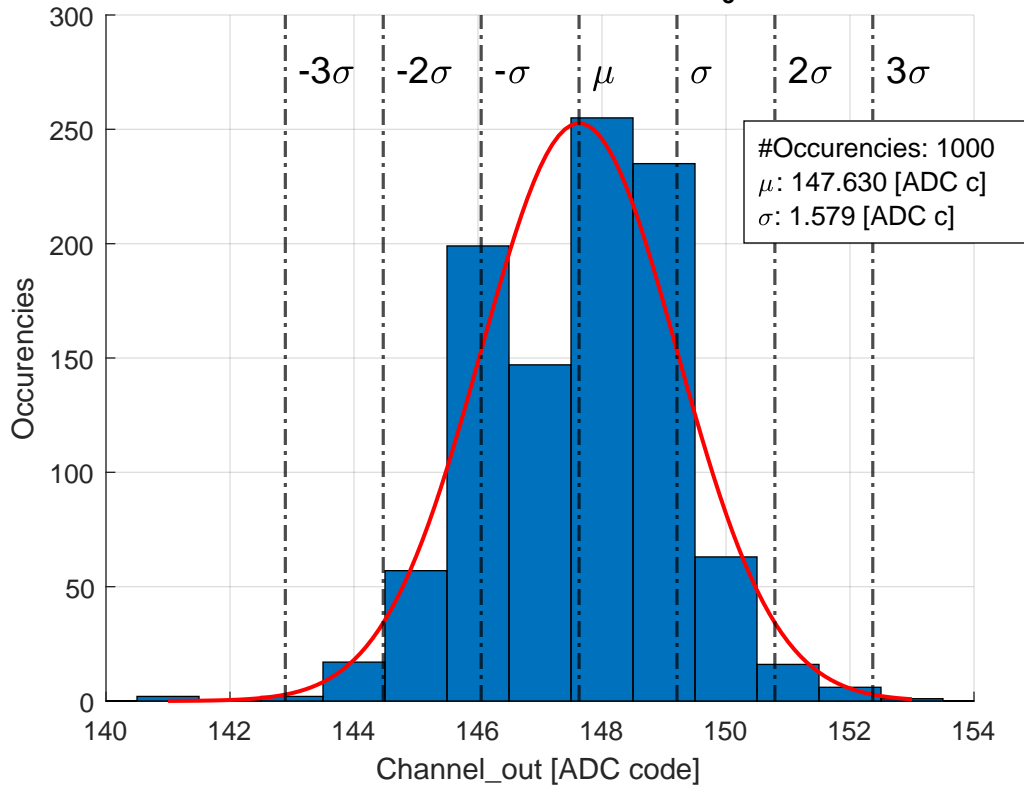 300
-3σ -2σ -σ μ σ 2σ 3σ
250
#Occurencies: 1000
μ: 147.630 [ADC c]
σ: 1.579 [ADC c]
200
Occurencies
150
100
50
0
140 142 144 146 148 150 152 154
Channel_out [ADC code]